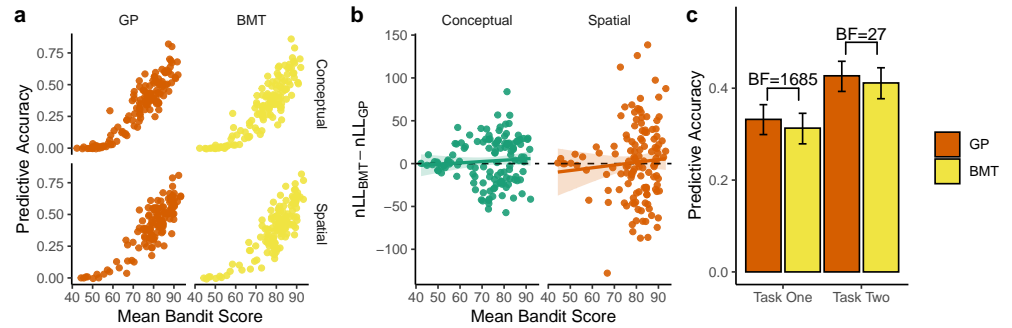 a
GP
BMT
Predictive Accuracy
0.75
0.50
0.25
0.00
Conceptual
0.75
0.50
0.25
0.00
Spatial
40 50 60 70 80 90 40 50 60 70 80 90
Mean Bandit Score
b
Conceptual
Spatial
nLL_BMT − nLL_GP
150
100
50
0
−50
−100
40 50 60 70 80 90 40 50 60 70 80 90
Mean Bandit Score
c
Predictive Accuracy
0.4
0.2
0.0
BF=1685
BF=27
Task One
Task Two
GP
BMT